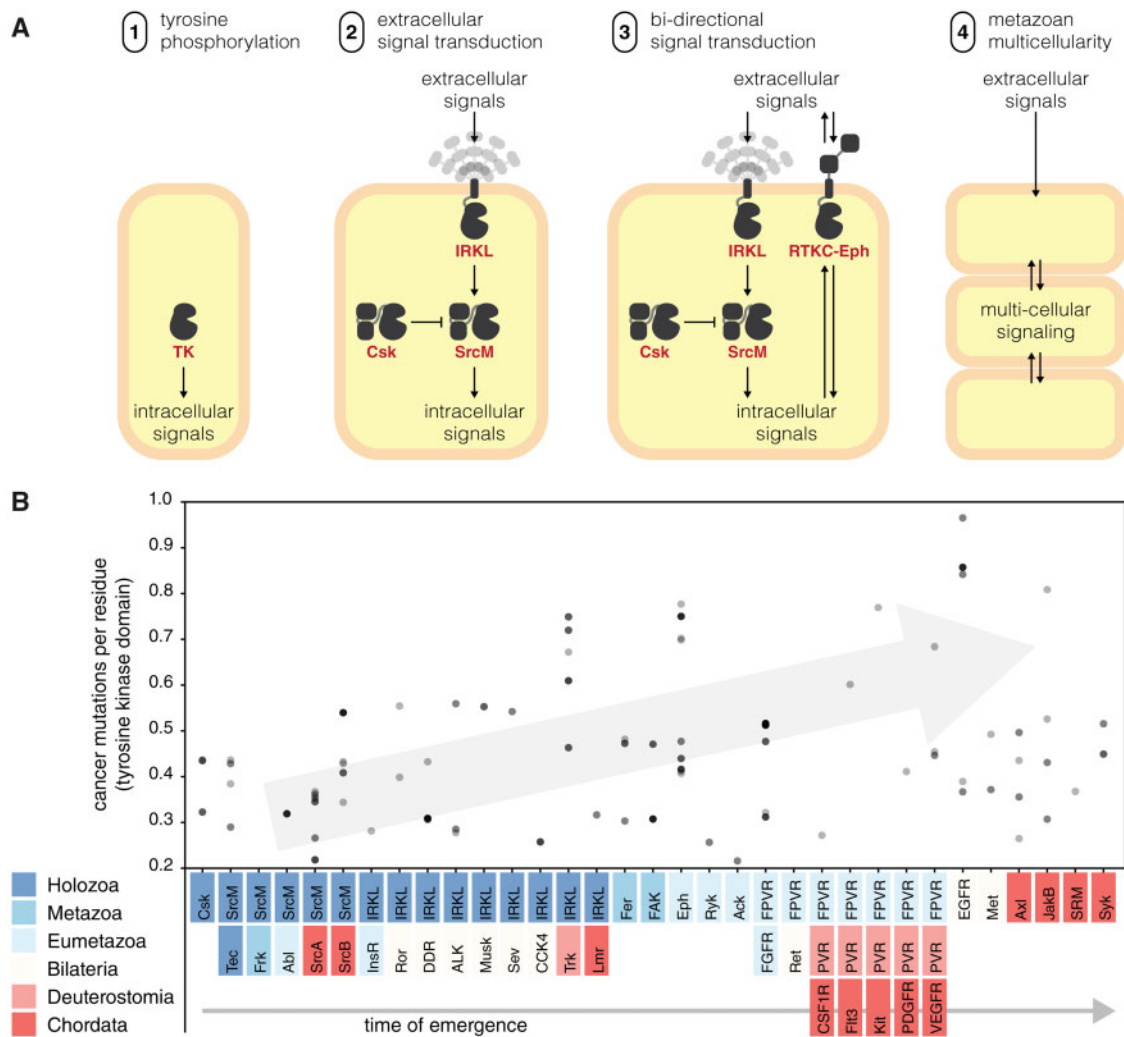 A
1 tyrosine
phosphorylation
2 extracellular
signal transduction
3 bi-directional
signal transduction
4 metazoan
multicellularity
extracellular
signals
extracellular
signals
extracellular
signals
IRKL
IRKL
RTKC-Eph
TK
Csk
SrcM
Csk
SrcM
multi-cellular
signaling
intracellular
signals
intracellular
signals
intracellular
signals
B
cancer mutations per residue
(tyrosine kinase domain)
1.0
0.9
0.8
0.7
0.6
0.5
0.4
0.3
0.2
Holozoa
Metazoa
Eumetazoa
Bilateria
Deuterostomia
Chordata
Csk SrcM SrcM SrcM SrcM SrcM IRKL IRKL IRKL IRKL IRKL IRKL IRKL IRKL IRKL Fer FAK Eph Ryk Ack FPVR FPVR FPVR FPVR FPVR FPVR FPVR EGFR Met Axl JakB SRM Syk
Tec Frk Abl SrcA SrcB InsR Ror DDR ALK Musk Sev CCK4 Trk Lmr FGFR Ret PVR PVR PVR PVR PVR
CSF1R Flt3 Kit PDGFR VEGFR
time of emergence